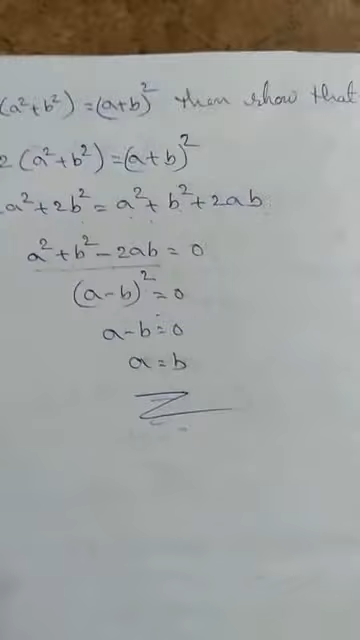 (a²+b²) = (a+b)² then show that
2(a²+b²) = (a+b)²
a²+2b² = a²+b²+2ab
a²+b²-2ab = 0
(a-b)² = 0
a-b = 0
a = b